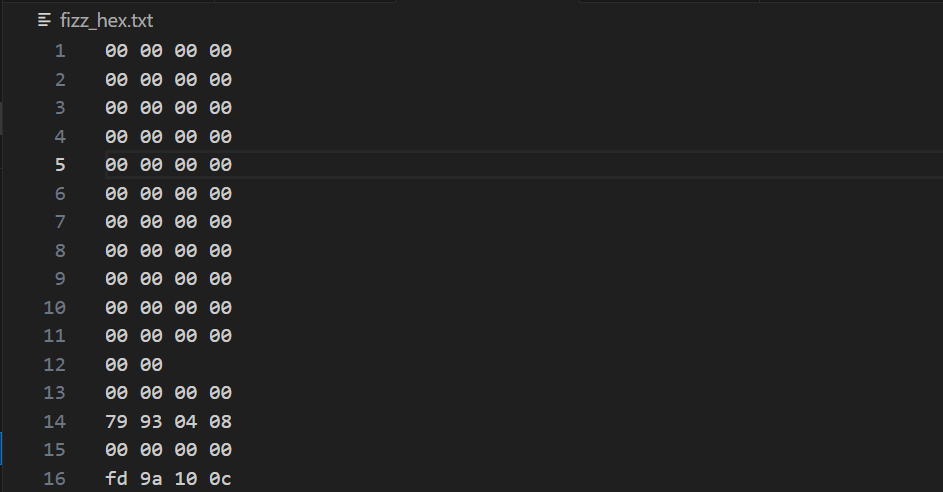 fizz_hex.txt
1 00 00 00 00
2 00 00 00 00
3 00 00 00 00
4 00 00 00 00
5 00 00 00 00
6 00 00 00 00
7 00 00 00 00
8 00 00 00 00
9 00 00 00 00
10 00 00 00 00
11 00 00 00 00
12 00 00
13 00 00 00 00
14 79 93 04 08
15 00 00 00 00
16 fd 9a 10 0c